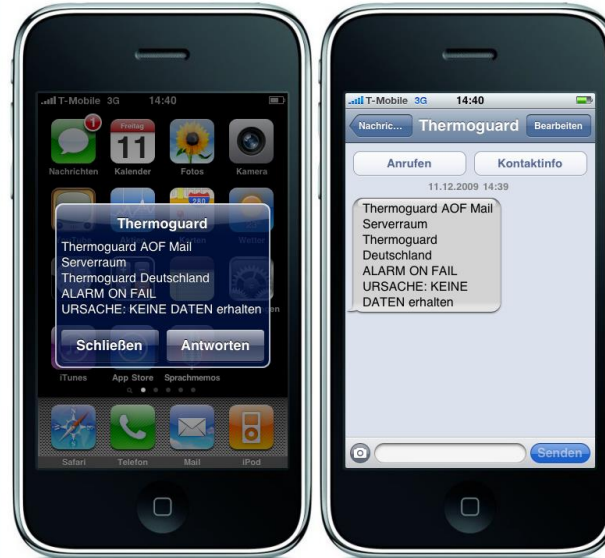 T-Mobile 3G 14:40
1
Freitag
11
Nachrichten Kalender Fotos Kamera
280
Wetter
Thermoguard
Thermoguard AOF Mail
Serverraum
Thermoguard Deutschland
ALARM ON FAIL
URSACHE: KEINE DATEN erhalten
Schließen Antworten
iTunes App Store Sprachmemos
Safari Telefon Mail iPod
T-Mobile 3G 14:40
Nachric... Thermoguard Bearbeiten
Anrufen Kontaktinfo
11.12.2009 14:39
Thermoguard AOF Mail
Serverraum
Thermoguard
Deutschland
ALARM ON FAIL
URSACHE: KEINE
DATEN erhalten
Senden